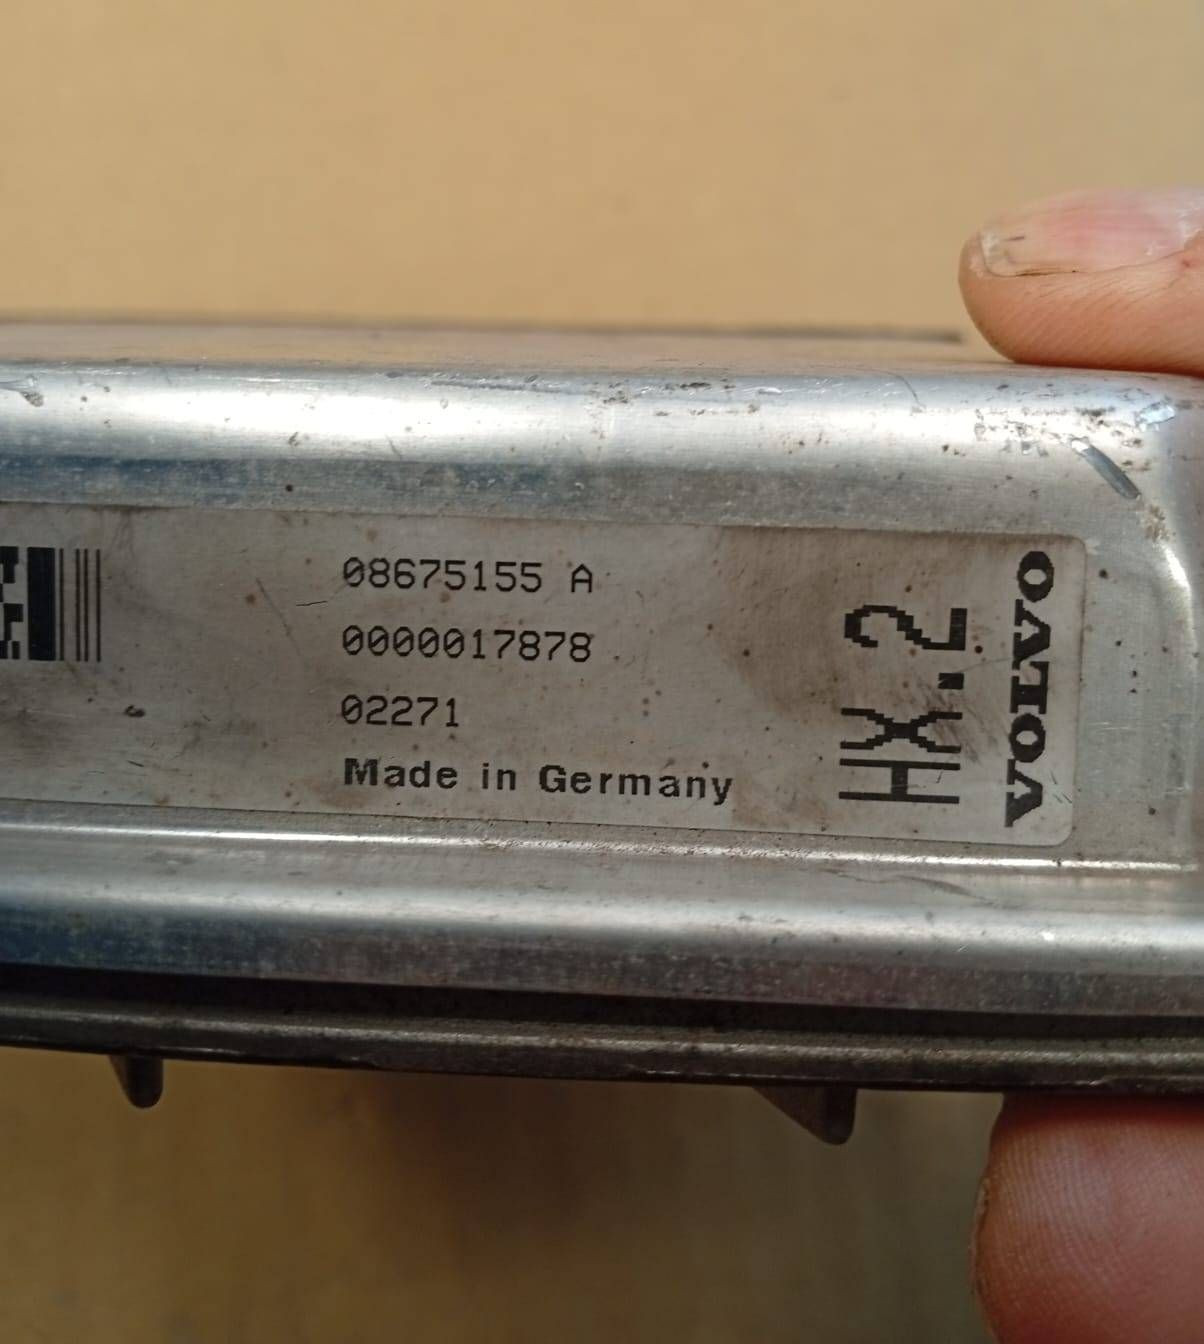 08675155 A
0000017878
02271
Made in Germany
HX.2
VOLVO